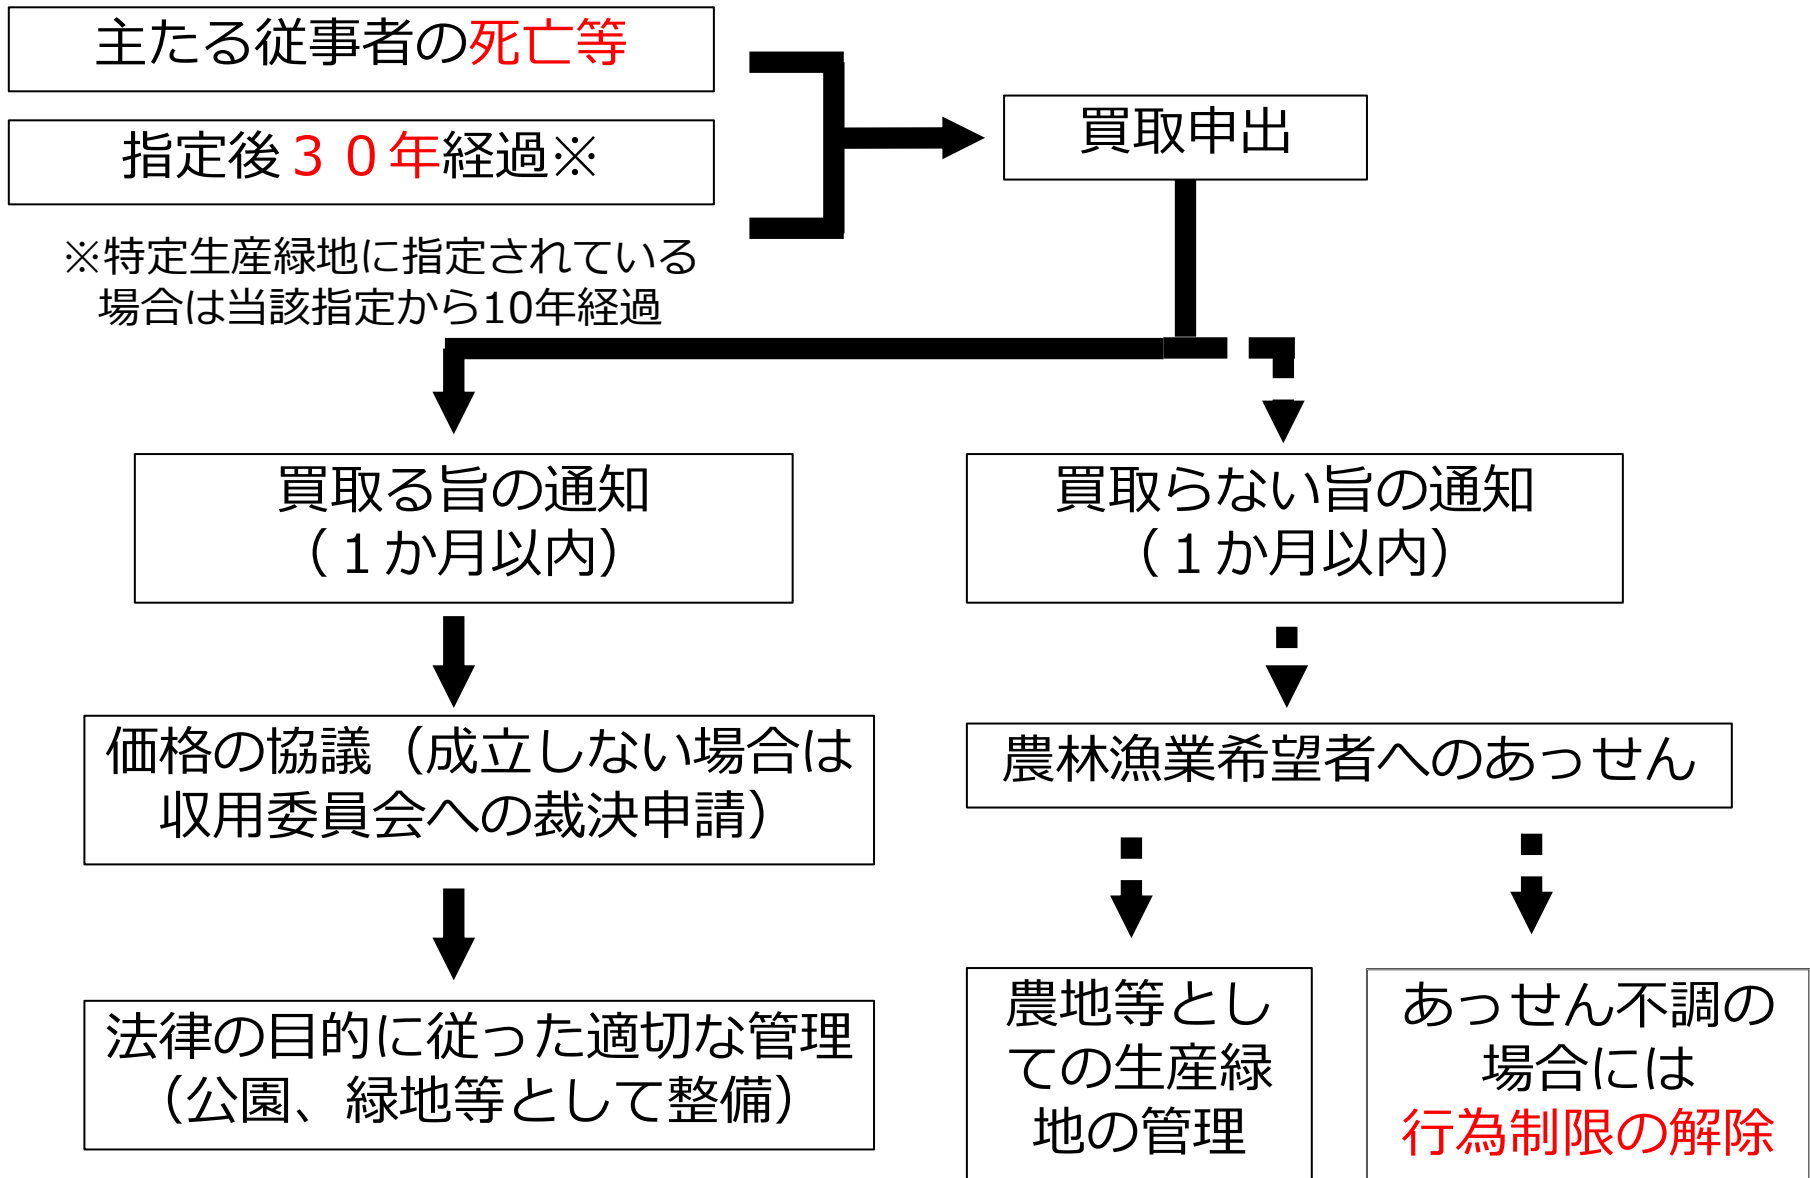 主たる従事者の死亡等
指定後３０年経過※
※特定生産緑地に指定されている
場合は当該指定から10年経過
買取申出
買取る旨の通知
（１か月以内）
買取らない旨の通知
（１か月以内）
価格の協議（成立しない場合は
収用委員会への裁決申請）
農林漁業希望者へのあっせん
法律の目的に従った適切な管理
（公園、緑地等として整備）
農地等とし
ての生産緑
地の管理
あっせん不調の
場合には
行為制限の解除